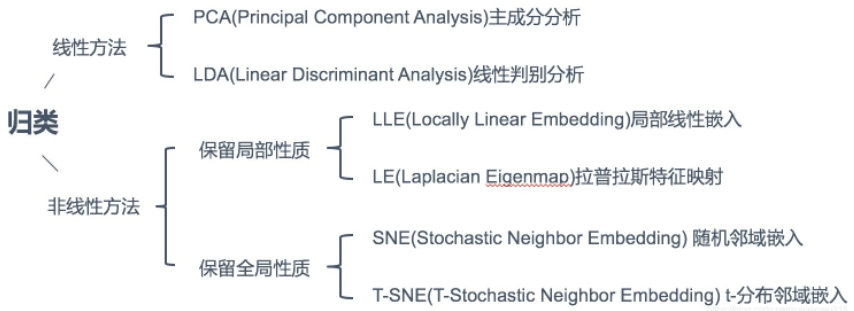 归类
线性方法
PCA(Principal Component Analysis)主成分分析
LDA(Linear Discriminant Analysis)线性判别分析
非线性方法
保留局部性质
LLE(Locally Linear Embedding)局部线性嵌入
LE(Laplacian Eigenmap)拉普拉斯特征映射
保留全局性质
SNE(Stochastic Neighbor Embedding) 随机邻域嵌入
T-SNE(T-Stochastic Neighbor Embedding) t-分布邻域嵌入